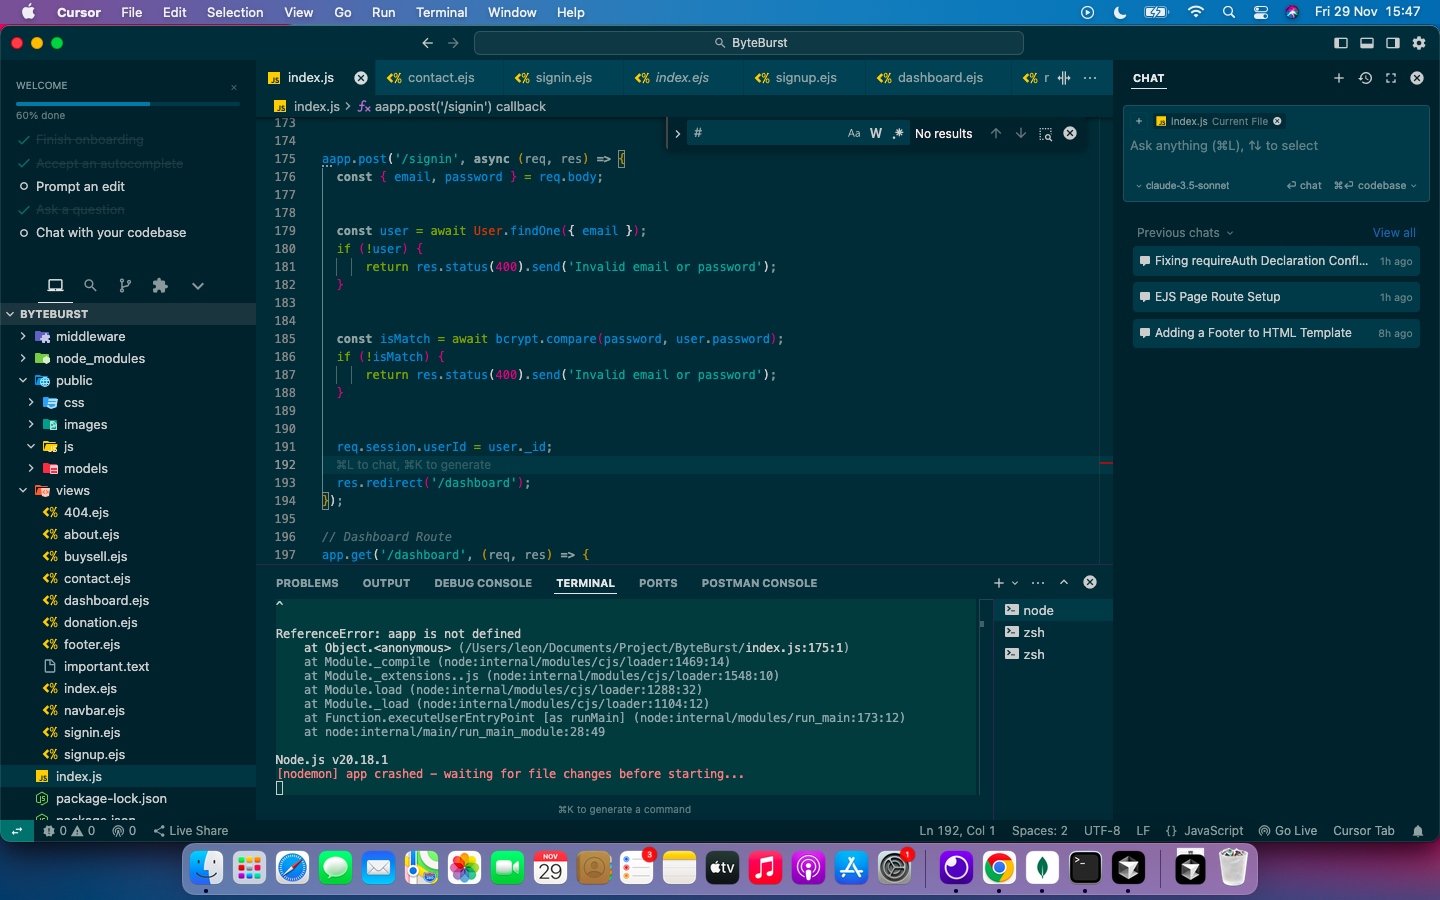 Cursor File Edit Selection View Go Run Terminal Window Help Fri 29 Nov 15:47
ByteBurst
WELCOME
60% done
Finish onboarding
Accept an autocomplete
Prompt an edit
Ask a question
Chat with your codebase
BYTEBURST
middleware
node_modules
public
css
images
js
models
views
404.ejs
about.ejs
buysell.ejs
contact.ejs
dashboard.ejs
donation.ejs
footer.ejs
important.text
index.ejs
navbar.ejs
signin.ejs
signup.ejs
index.js
package-lock.json
index.js contact.ejs signin.ejs index.ejs signup.ejs dashboard.ejs r
index.js > aapp.post('/signin') callback
# Aa W .* No results
173
174
175 aapp.post('/signin', async (req, res) => {
176 const { email, password } = req.body;
177
178
179 const user = await User.findOne({ email });
180 if (!user) {
181 return res.status(400).send('Invalid email or password');
182 }
183
184
185 const isMatch = await bcrypt.compare(password, user.password);
186 if (!isMatch) {
187 return res.status(400).send('Invalid email or password');
188 }
189
190
191 req.session.userId = user._id;
192 ⌘L to chat, ⌘K to generate
193 res.redirect('/dashboard');
194 });
195
196 // Dashboard Route
197 app.get('/dashboard', (req, res) => {
PROBLEMS OUTPUT DEBUG CONSOLE TERMINAL PORTS POSTMAN CONSOLE
^
ReferenceError: aapp is not defined
at Object.<anonymous> (/Users/leon/Documents/Project/ByteBurst/index.js:175:1)
at Module._compile (node:internal/modules/cjs/loader:1469:14)
at Module._extensions..js (node:internal/modules/cjs/loader:1548:10)
at Module.load (node:internal/modules/cjs/loader:1288:32)
at Module._load (node:internal/modules/cjs/loader:1104:12)
at Function.executeUserEntryPoint [as runMain] (node:internal/modules/run_main:173:12)
at node:internal/main/run_main_module:28:49
Node.js v20.18.1
[nodemon] app crashed - waiting for file changes before starting...
⌘K to generate a command
node
zsh
zsh
CHAT
+ index.js Current File
Ask anything (⌘L), ↑↓ to select
claude-3.5-sonnet ⏎ chat ⌘⏎ codebase
Previous chats View all
Fixing requireAuth Declaration Confl... 1h ago
EJS Page Route Setup 1h ago
Adding a Footer to HTML Template 8h ago
0 0 0 Live Share Ln 192, Col 1 Spaces: 2 UTF-8 LF {} JavaScript Go Live Cursor Tab
NOV
29
3
tv
1